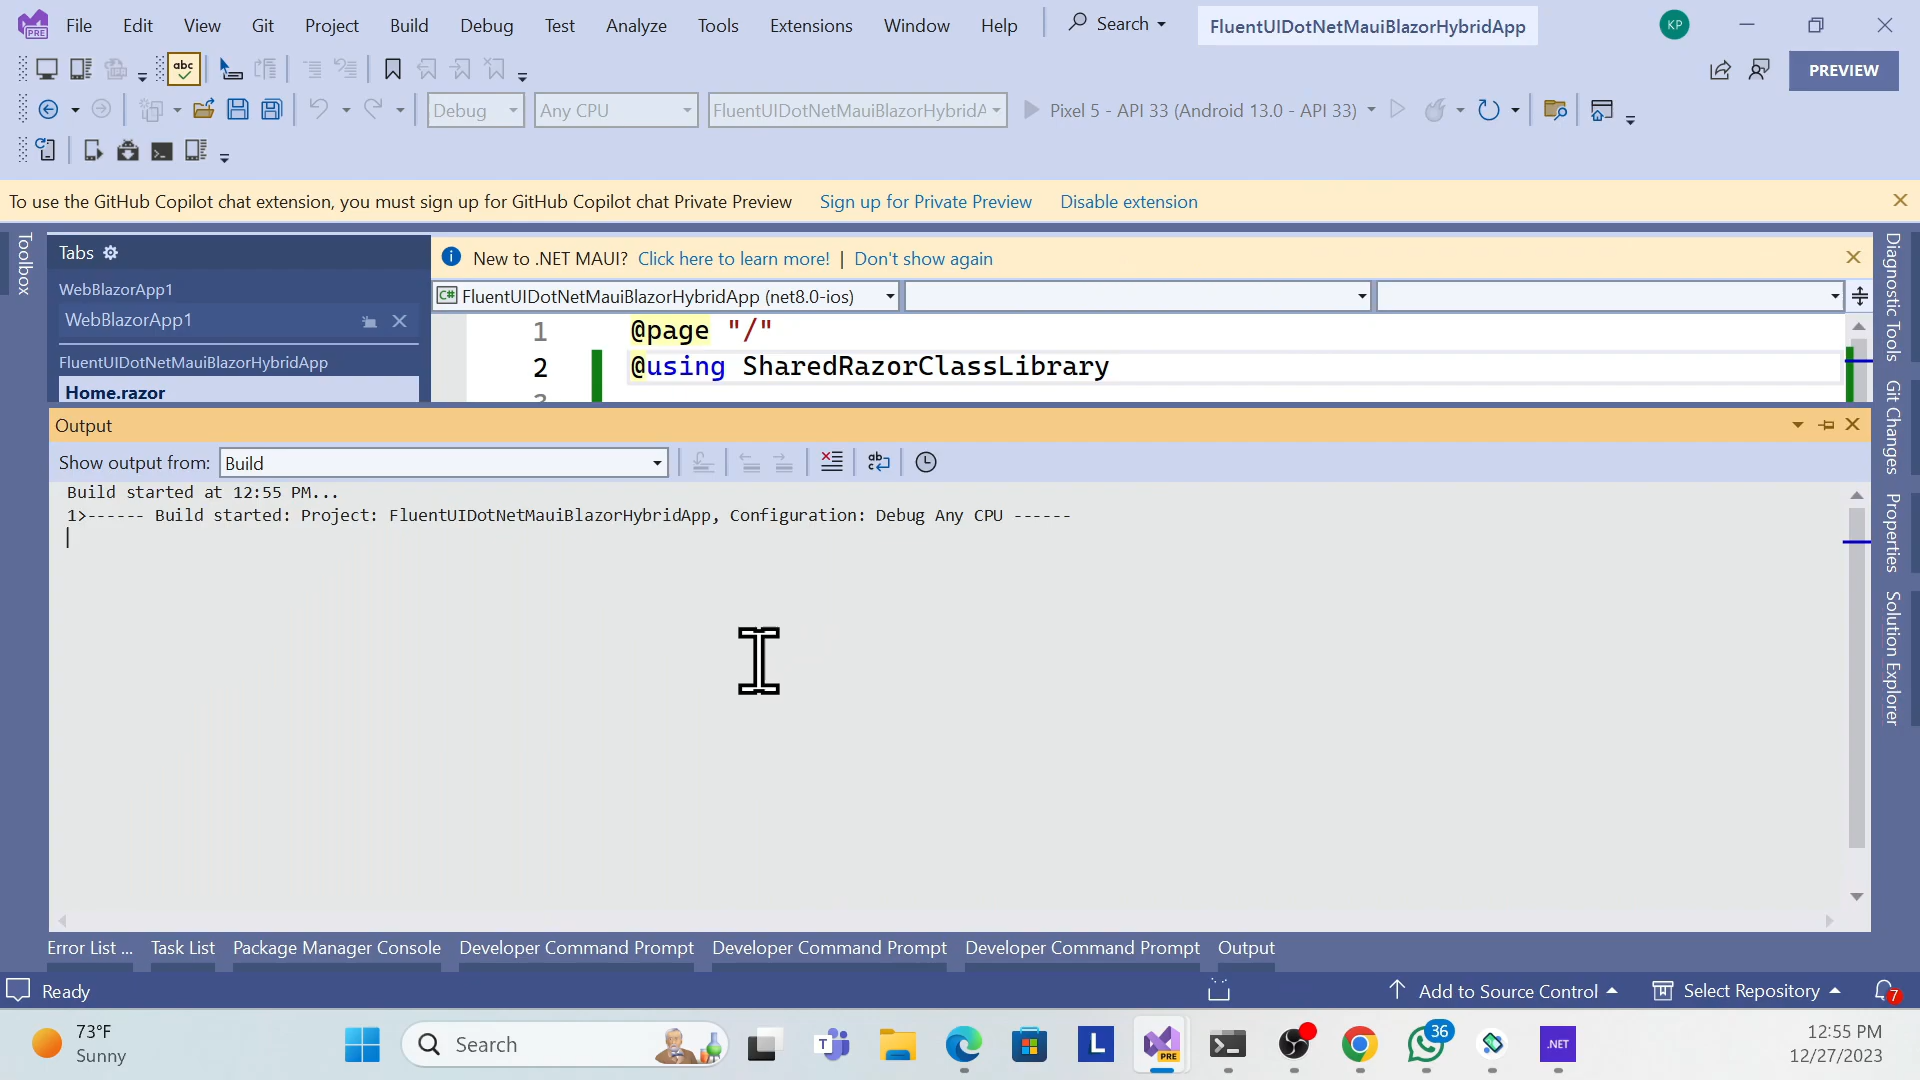 PRE
File Edit View Git Project Build Debug Test Analyze Tools Extensions Window Help Search FluentUIDotNetMauiBlazorHybridApp KP
abc PREVIEW
Debug Any CPU FluentUIDotNetMauiBlazorHybridA Pixel 5 - API 33 (Android 13.0 - API 33)
To use the GitHub Copilot chat extension, you must sign up for GitHub Copilot chat Private Preview Sign up for Private Preview Disable extension
Toolbox
Tabs
WebBlazorApp1
WebBlazorApp1
FluentUIDotNetMauiBlazorHybridApp
Home.razor
New to .NET MAUI? Click here to learn more! | Don't show again
C# FluentUIDotNetMauiBlazorHybridApp (net8.0-ios)
1 @page "/"
2 @using SharedRazorClassLibrary
Diagnostic Tools
Git Changes
Properties
Solution Explorer
Output
Show output from: Build
Build started at 12:55 PM...
1>------ Build started: Project: FluentUIDotNetMauiBlazorHybridApp, Configuration: Debug Any CPU ------
Error List ... Task List Package Manager Console Developer Command Prompt Developer Command Prompt Developer Command Prompt Output
Ready Add to Source Control Select Repository 7
73°F
Sunny
Search
L
PRE
36
.NET
12:55 PM
12/27/2023